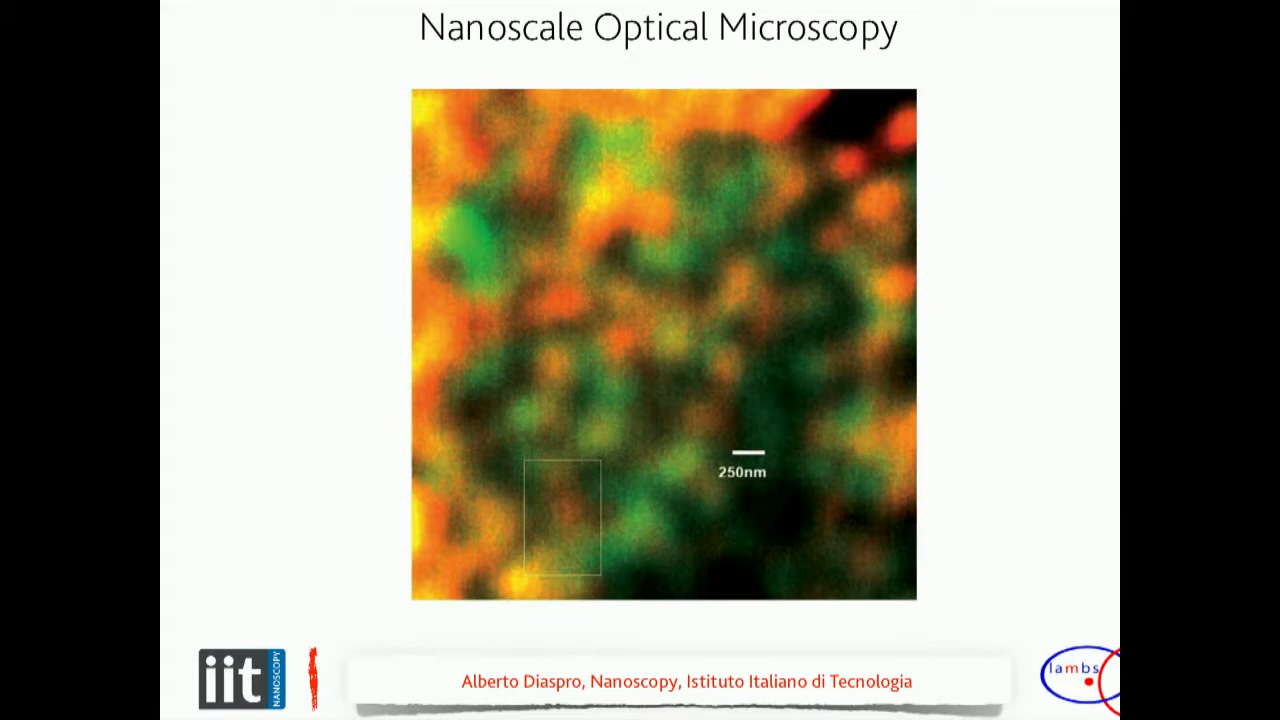 Nanoscale Optical Microscopy
250nm
iit
NANOSCOPY
Alberto Diaspro, Nanoscopy, Istituto Italiano di Tecnologia
lambs